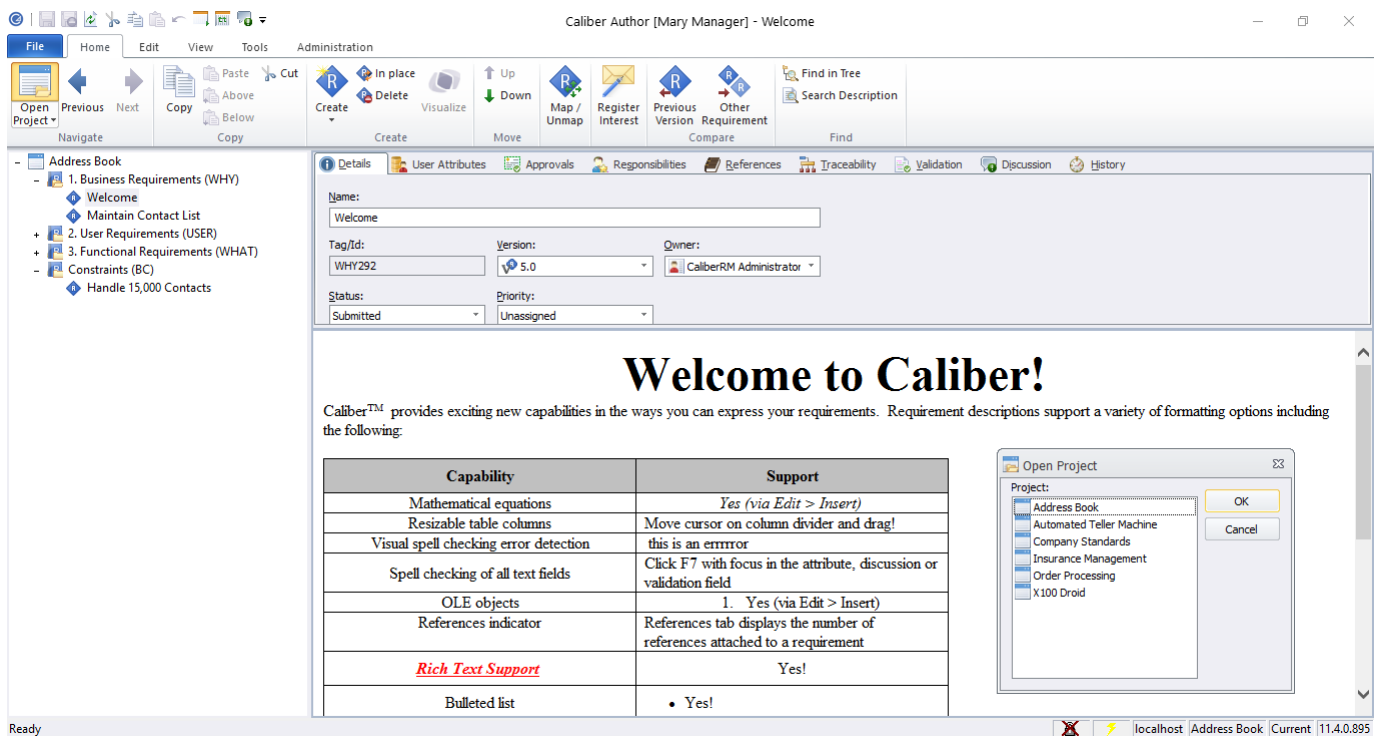 Caliber Author [Mary Manager] - Welcome
File Home Edit View Tools Administration
Open Project
Previous
Next
Navigate
Copy
Paste
Cut
Above
Below
Copy
Create
In place
Delete
Visualize
Create
Up
Down
Move
Map / Unmap
Register Interest
Previous Version
Other Requirement
Compare
Find in Tree
Search Description
Find
Address Book
1. Business Requirements (WHY)
Welcome
Maintain Contact List
2. User Requirements (USER)
3. Functional Requirements (WHAT)
Constraints (BC)
Handle 15,000 Contacts
Details User Attributes Approvals Responsibilities References Traceability Validation Discussion History
Name:
Welcome
Tag/Id: Version: Owner:
WHY292 5.0 CaliberRM Administrator
Status: Priority:
Submitted Unassigned
Welcome to Caliber!
Caliber™ provides exciting new capabilities in the ways you can express your requirements. Requirement descriptions support a variety of formatting options including
the following:
Capability Support
Mathematical equations Yes (via Edit > Insert)
Resizable table columns Move cursor on column divider and drag!
Visual spell checking error detection this is an errrrror
Spell checking of all text fields Click F7 with focus in the attribute, discussion or
validation field
OLE objects 1. Yes (via Edit > Insert)
References indicator References tab displays the number of
references attached to a requirement
Rich Text Support Yes!
Bulleted list • Yes!
Open Project
Project:
Address Book
Automated Teller Machine
Company Standards
Insurance Management
Order Processing
X100 Droid
OK
Cancel
Ready localhost Address Book Current 11.4.0.895